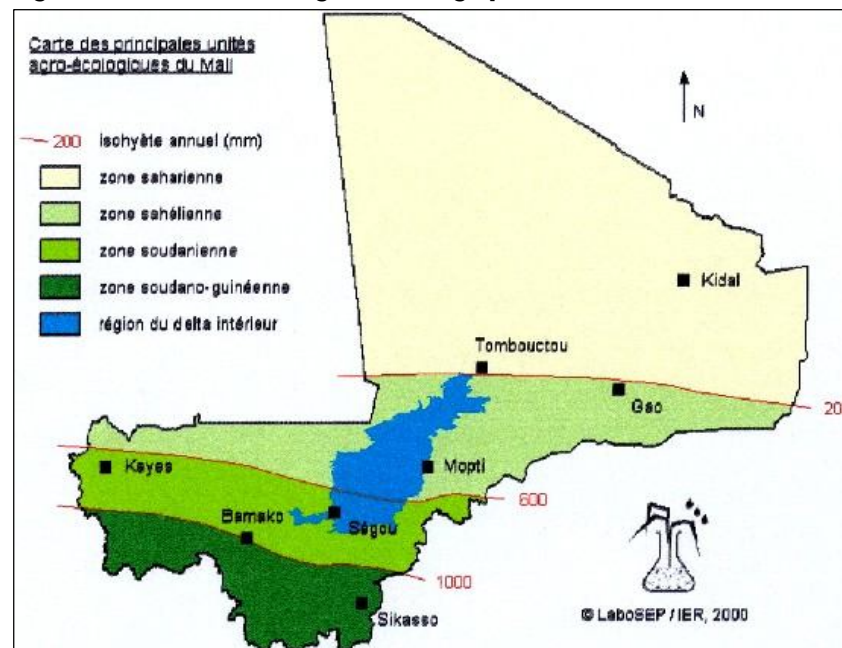 Carte des principales unités
agro-écologiques du Mali
N
200 isohyète annuel (mm)
zone saharienne
zone sahélienne
zone soudanienne
zone soudano-guinéenne
région du delta intérieur
Kidal
Tombouctou
Gao
20
Kayes
Mopti
600
Bamako
Ségou
1000
Sikasso
© LaboSEP / IER, 2000